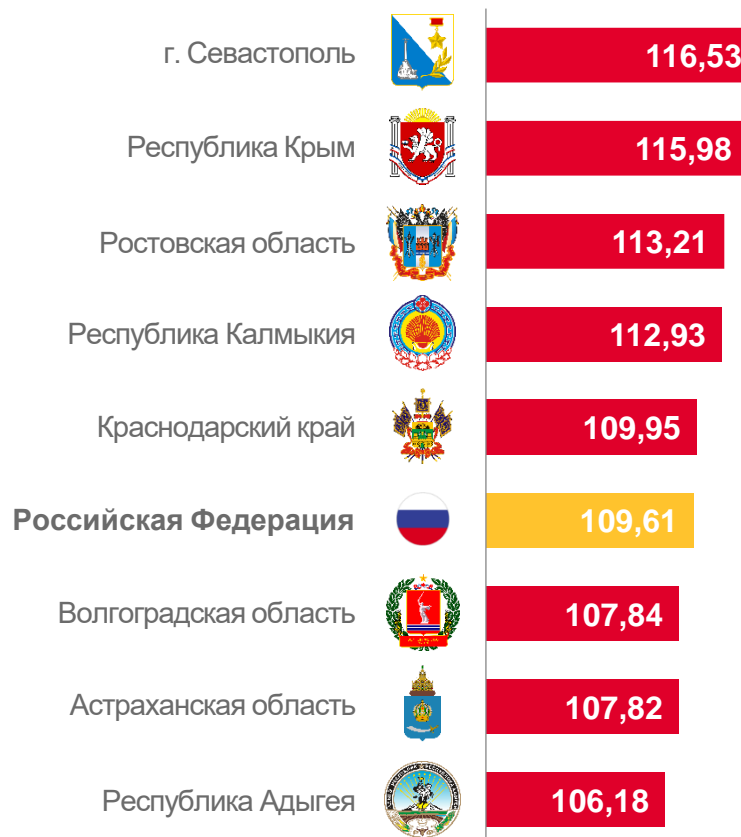 г. Севастополь 116,53
Республика Крым 115,98
Ростовская область 113,21
Республика Калмыкия 112,93
Краснодарский край 109,95
Российская Федерация 109,61
Волгоградская область 107,84
Астраханская область 107,82
Республика Адыгея 106,18